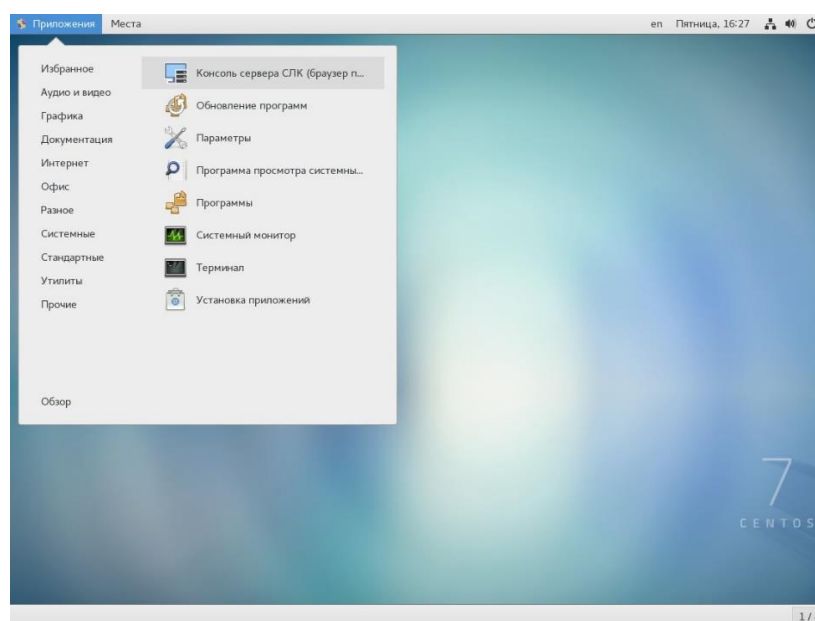 Приложения Места en Пятница, 16:27
Избранное
Аудио и видео
Графика
Документация
Интернет
Офис
Разное
Системные
Стандартные
Утилиты
Прочие
Обзор
Консоль сервера СЛК (браузер п...
Обновление программ
Параметры
Программа просмотра системны...
Программы
Системный монитор
Терминал
Установка приложений
7
CENTOS
1 /